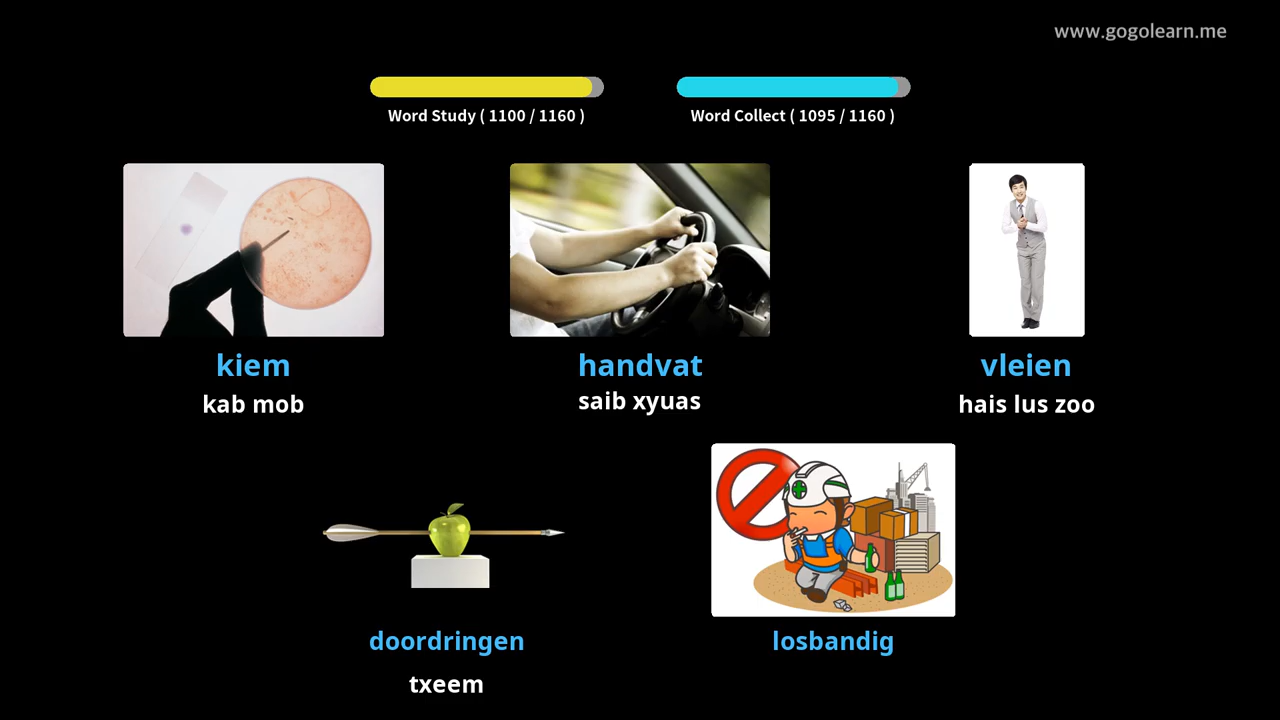 www.gogolearn.me
Word Study ( 1100 / 1160 )
Word Collect ( 1095 / 1160 )
kiem
handvat
vleien
kab mob
saib xyuas
hais lus zoo
doordringen
losbandig
txeem